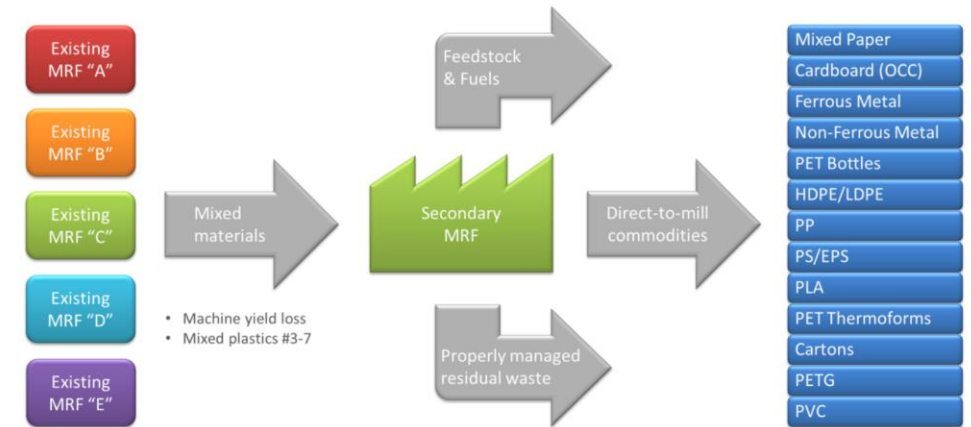 Existing
MRF “A”
Existing
MRF “B”
Existing
MRF “C”
Existing
MRF “D”
Existing
MRF “E”
Mixed
materials
• Machine yield loss
• Mixed plastics #3-7
Feedstock
& Fuels
Secondary
MRF
Properly managed
residual waste
Direct-to-mill
commodities
Mixed Paper
Cardboard (OCC)
Ferrous Metal
Non-Ferrous Metal
PET Bottles
HDPE/LDPE
PP
PS/EPS
PLA
PET Thermoforms
Cartons
PETG
PVC